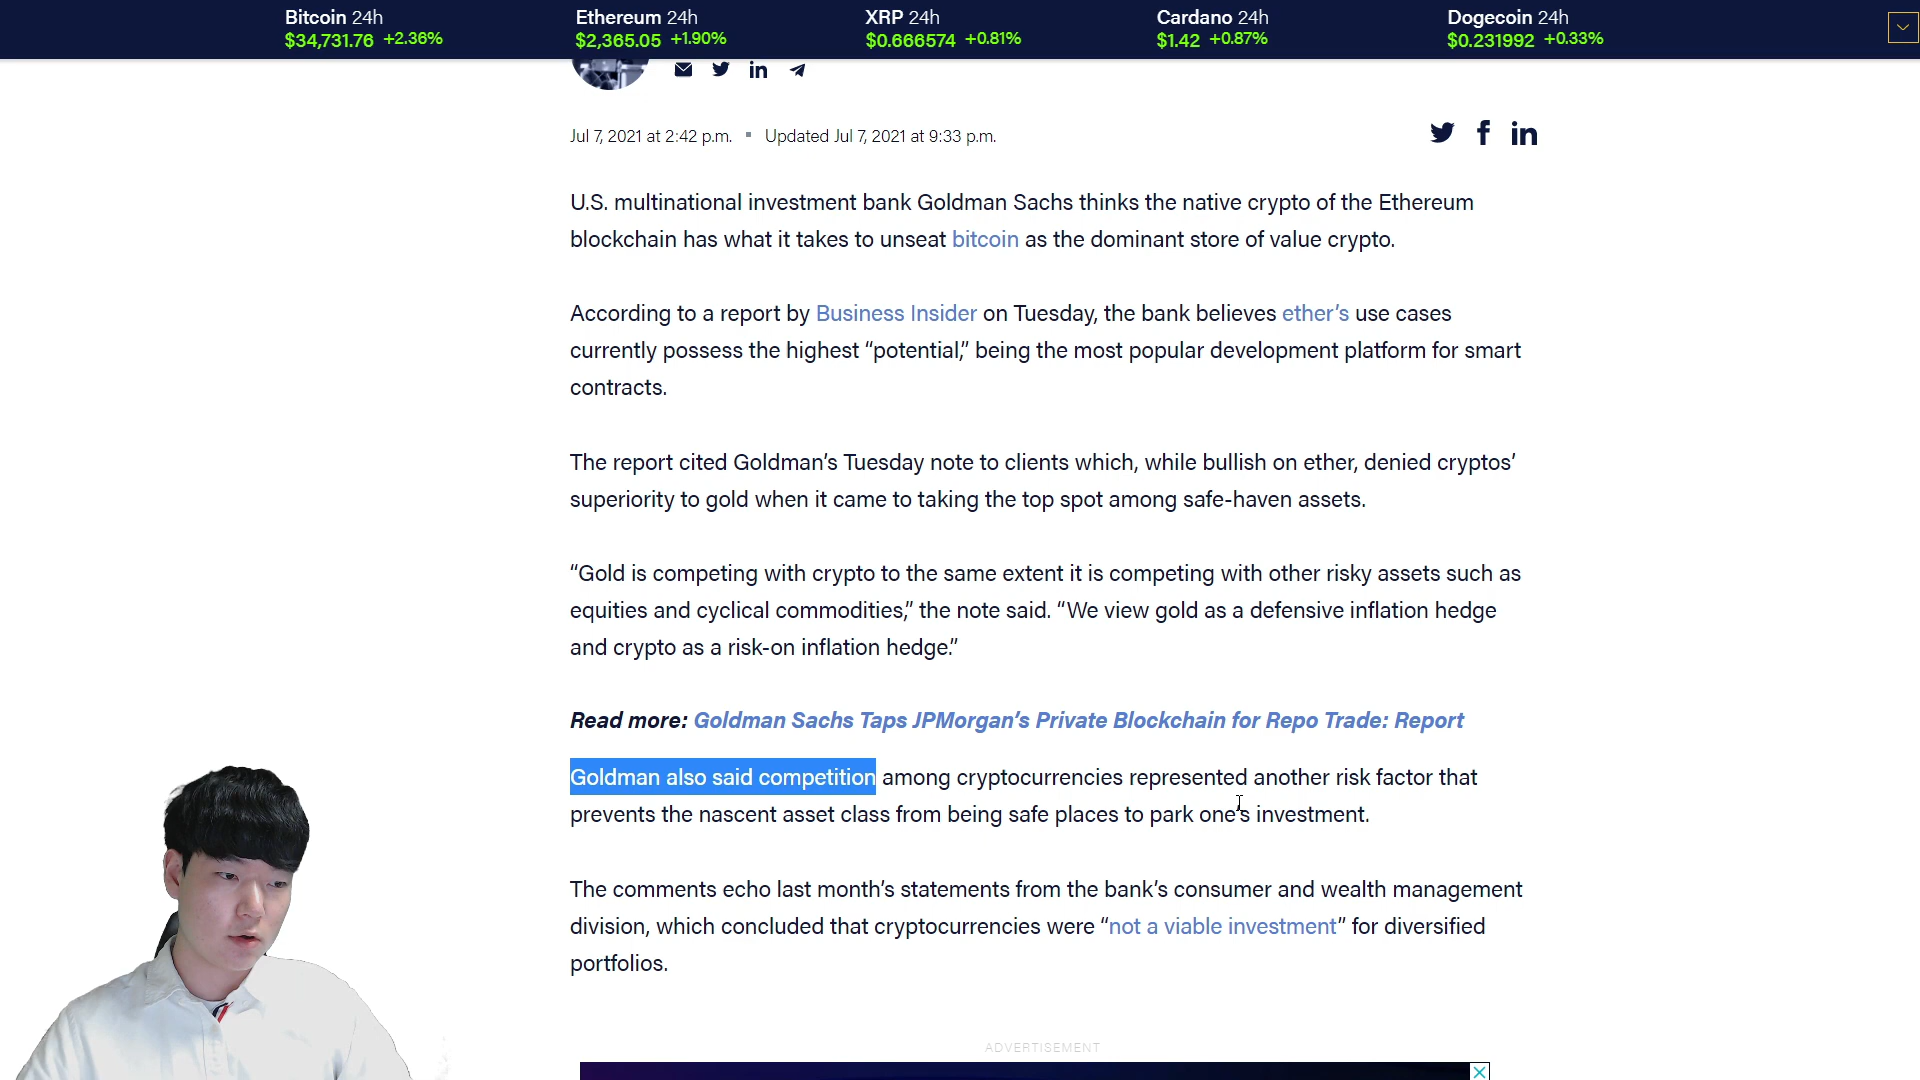 Bitcoin 24h
$34,731.76 +2.36%
Ethereum 24h
$2,365.05 +1.90%
XRP 24h
$0.666574 +0.81%
Cardano 24h
$1.42 +0.87%
Dogecoin 24h
$0.231992 +0.33%
Jul 7, 2021 at 2:42 p.m. ▪ Updated Jul 7, 2021 at 9:33 p.m.
U.S. multinational investment bank Goldman Sachs thinks the native crypto of the Ethereum
blockchain has what it takes to unseat bitcoin as the dominant store of value crypto.
According to a report by Business Insider on Tuesday, the bank believes ether’s use cases
currently possess the highest “potential,” being the most popular development platform for smart
contracts.
The report cited Goldman’s Tuesday note to clients which, while bullish on ether, denied cryptos’
superiority to gold when it came to taking the top spot among safe-haven assets.
“Gold is competing with crypto to the same extent it is competing with other risky assets such as
equities and cyclical commodities,” the note said. “We view gold as a defensive inflation hedge
and crypto as a risk-on inflation hedge.”
Read more: Goldman Sachs Taps JPMorgan’s Private Blockchain for Repo Trade: Report
Goldman also said competition among cryptocurrencies represented another risk factor that
prevents the nascent asset class from being safe places to park one’s investment.
The comments echo last month’s statements from the bank’s consumer and wealth management
division, which concluded that cryptocurrencies were “not a viable investment” for diversified
portfolios.
ADVERTISEMENT